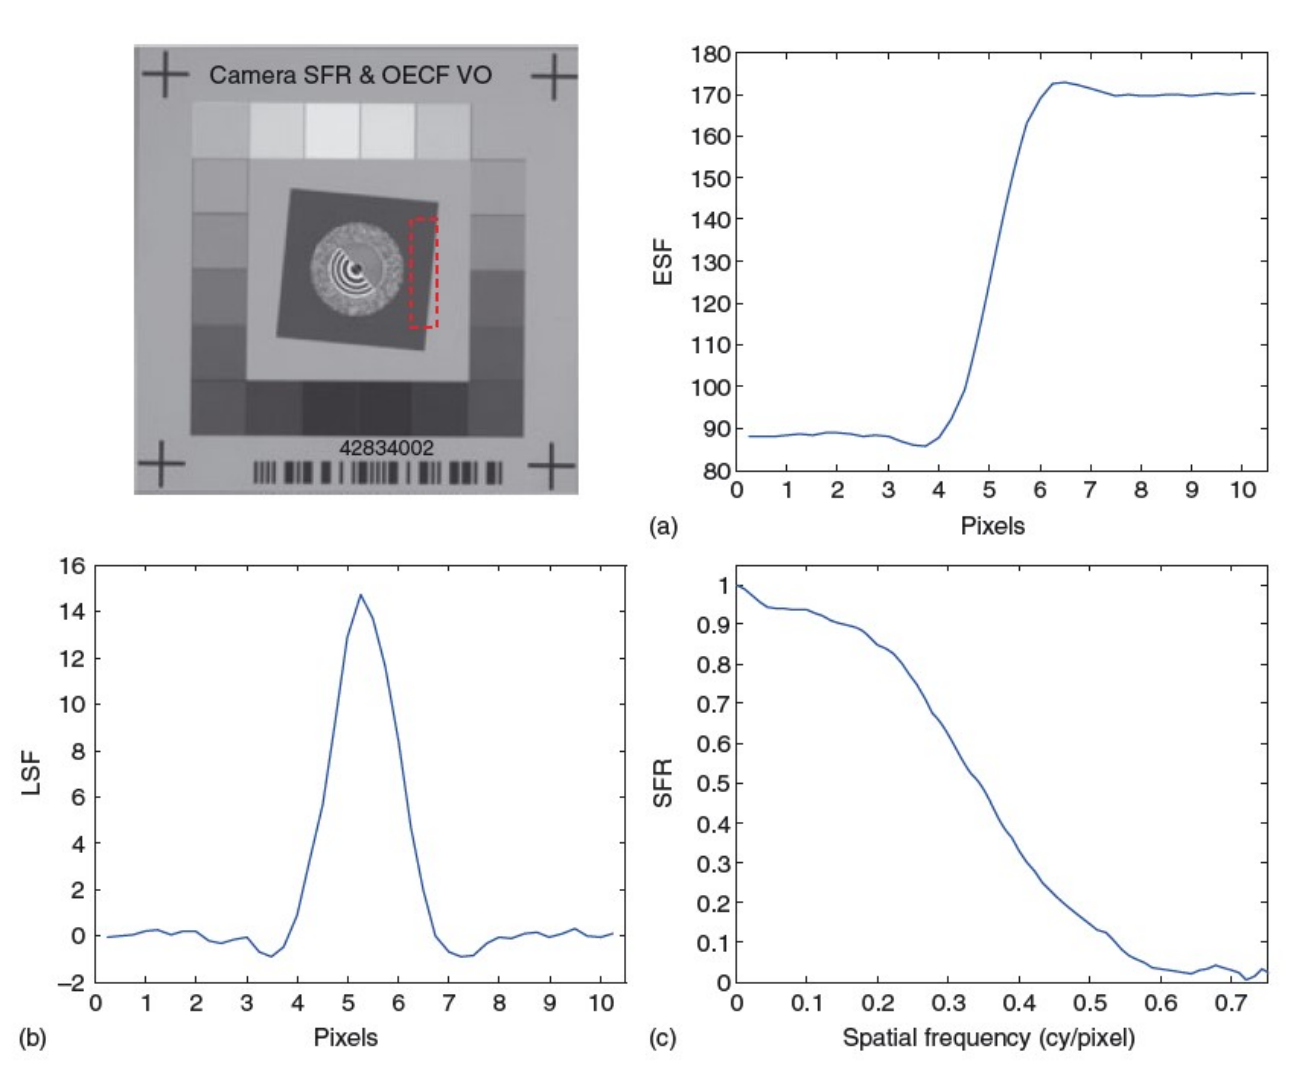 Camera SFR & OECF VO
42834002
180
170
160
150
140
130
120
110
100
90
80
ESF
0 1 2 3 4 5 6 7 8 9 10
Pixels
(a)
16
14
12
10
8
6
4
2
0
–2
LSF
0 1 2 3 4 5 6 7 8 9 10
Pixels
(b)
1
0.9
0.8
0.7
0.6
0.5
0.4
0.3
0.2
0.1
0
SFR
0 0.1 0.2 0.3 0.4 0.5 0.6 0.7
Spatial frequency (cy/pixel)
(c)